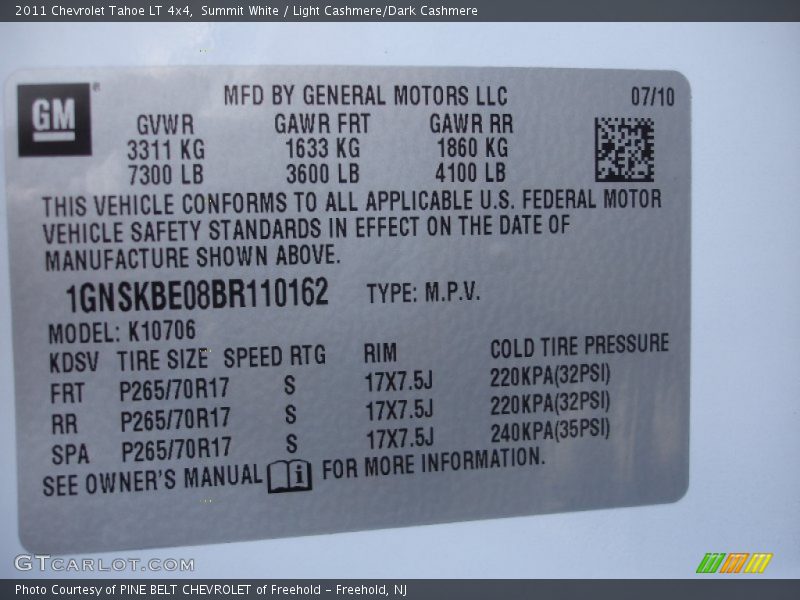 2011 Chevrolet Tahoe LT 4x4,  Summit White / Light Cashmere/Dark Cashmere
GM®
MFD BY GENERAL MOTORS LLC 07/10
GVWR GAWR FRT GAWR RR
3311 KG 1633 KG 1860 KG
7300 LB 3600 LB 4100 LB
THIS VEHICLE CONFORMS TO ALL APPLICABLE U.S. FEDERAL MOTOR
VEHICLE SAFETY STANDARDS IN EFFECT ON THE DATE OF
MANUFACTURE SHOWN ABOVE.
1GNSKBE08BR110162 TYPE: M.P.V.
MODEL: K10706
KDSV TIRE SIZE SPEED RTG RIM COLD TIRE PRESSURE
FRT P265/70R17 S 17X7.5J 220KPA(32PSI)
RR P265/70R17 S 17X7.5J 220KPA(32PSI)
SPA P265/70R17 S 17X7.5J 240KPA(35PSI)
SEE OWNER'S MANUAL i FOR MORE INFORMATION.
GTCARLOT.COM
Photo Courtesy of PINE BELT CHEVROLET of Freehold – Freehold, NJ